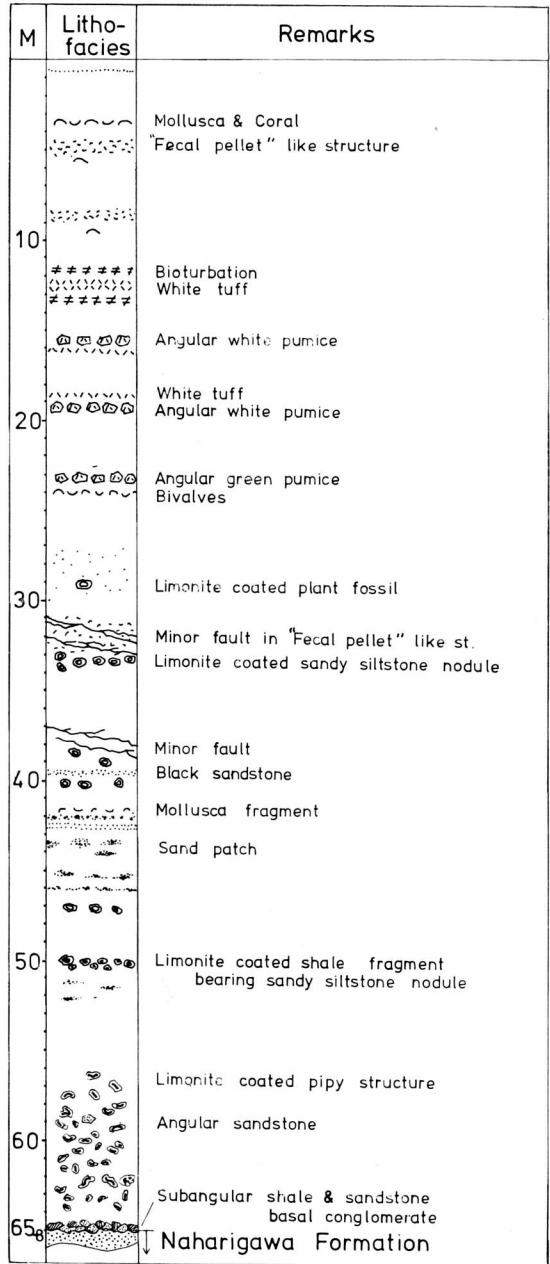 M
Litho-
facies
Remarks
Mollusca & Coral
"Fecal pellet" like structure
10
Bioturbation
White tuff
Angular white pumice
White tuff
20
Angular white pumice
Angular green pumice
Bivalves
Limonite coated plant fossil
30
Minor fault in "Fecal pellet" like st.
Limonite coated sandy siltstone nodule
Minor fault
40
Black sandstone
Mollusca fragment
Sand patch
50
Limonite coated shale fragment
bearing sandy siltstone nodule
Limonite coated pipy structure
Angular sandstone
60
Subangular shale & sandstone
basal conglomerate
65.8
Naharigawa Formation